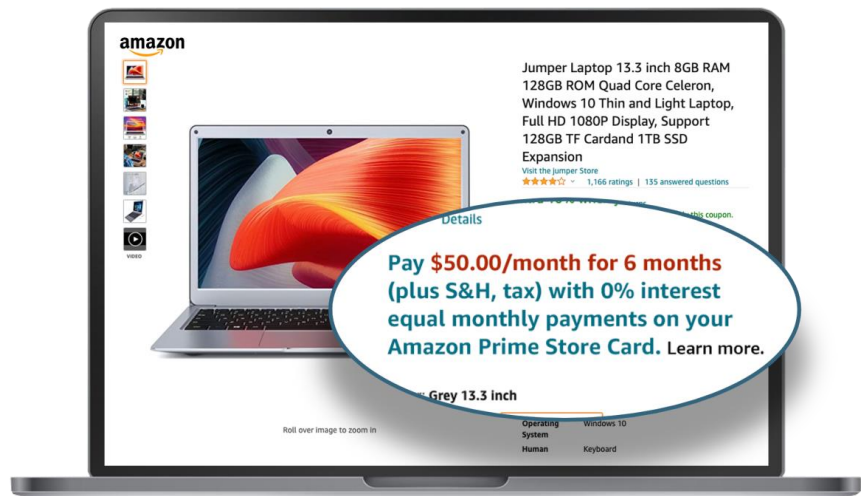 amazon
Jumper Laptop 13.3 inch 8GB RAM
128GB ROM Quad Core Celeron,
Windows 10 Thin and Light Laptop,
Full HD 1080P Display, Support
128GB TF Cardand 1TB SSD
Expansion
Visit the jumper Store
1,166 ratings | 135 answered questions
this coupon.
Details
Pay $50.00/month for 6 months
(plus S&H, tax) with 0% interest
equal monthly payments on your
Amazon Prime Store Card. Learn more.
VIDEO
Grey 13.3 inch
Roll over image to zoom in
Operating System Windows 10
Human Keyboard